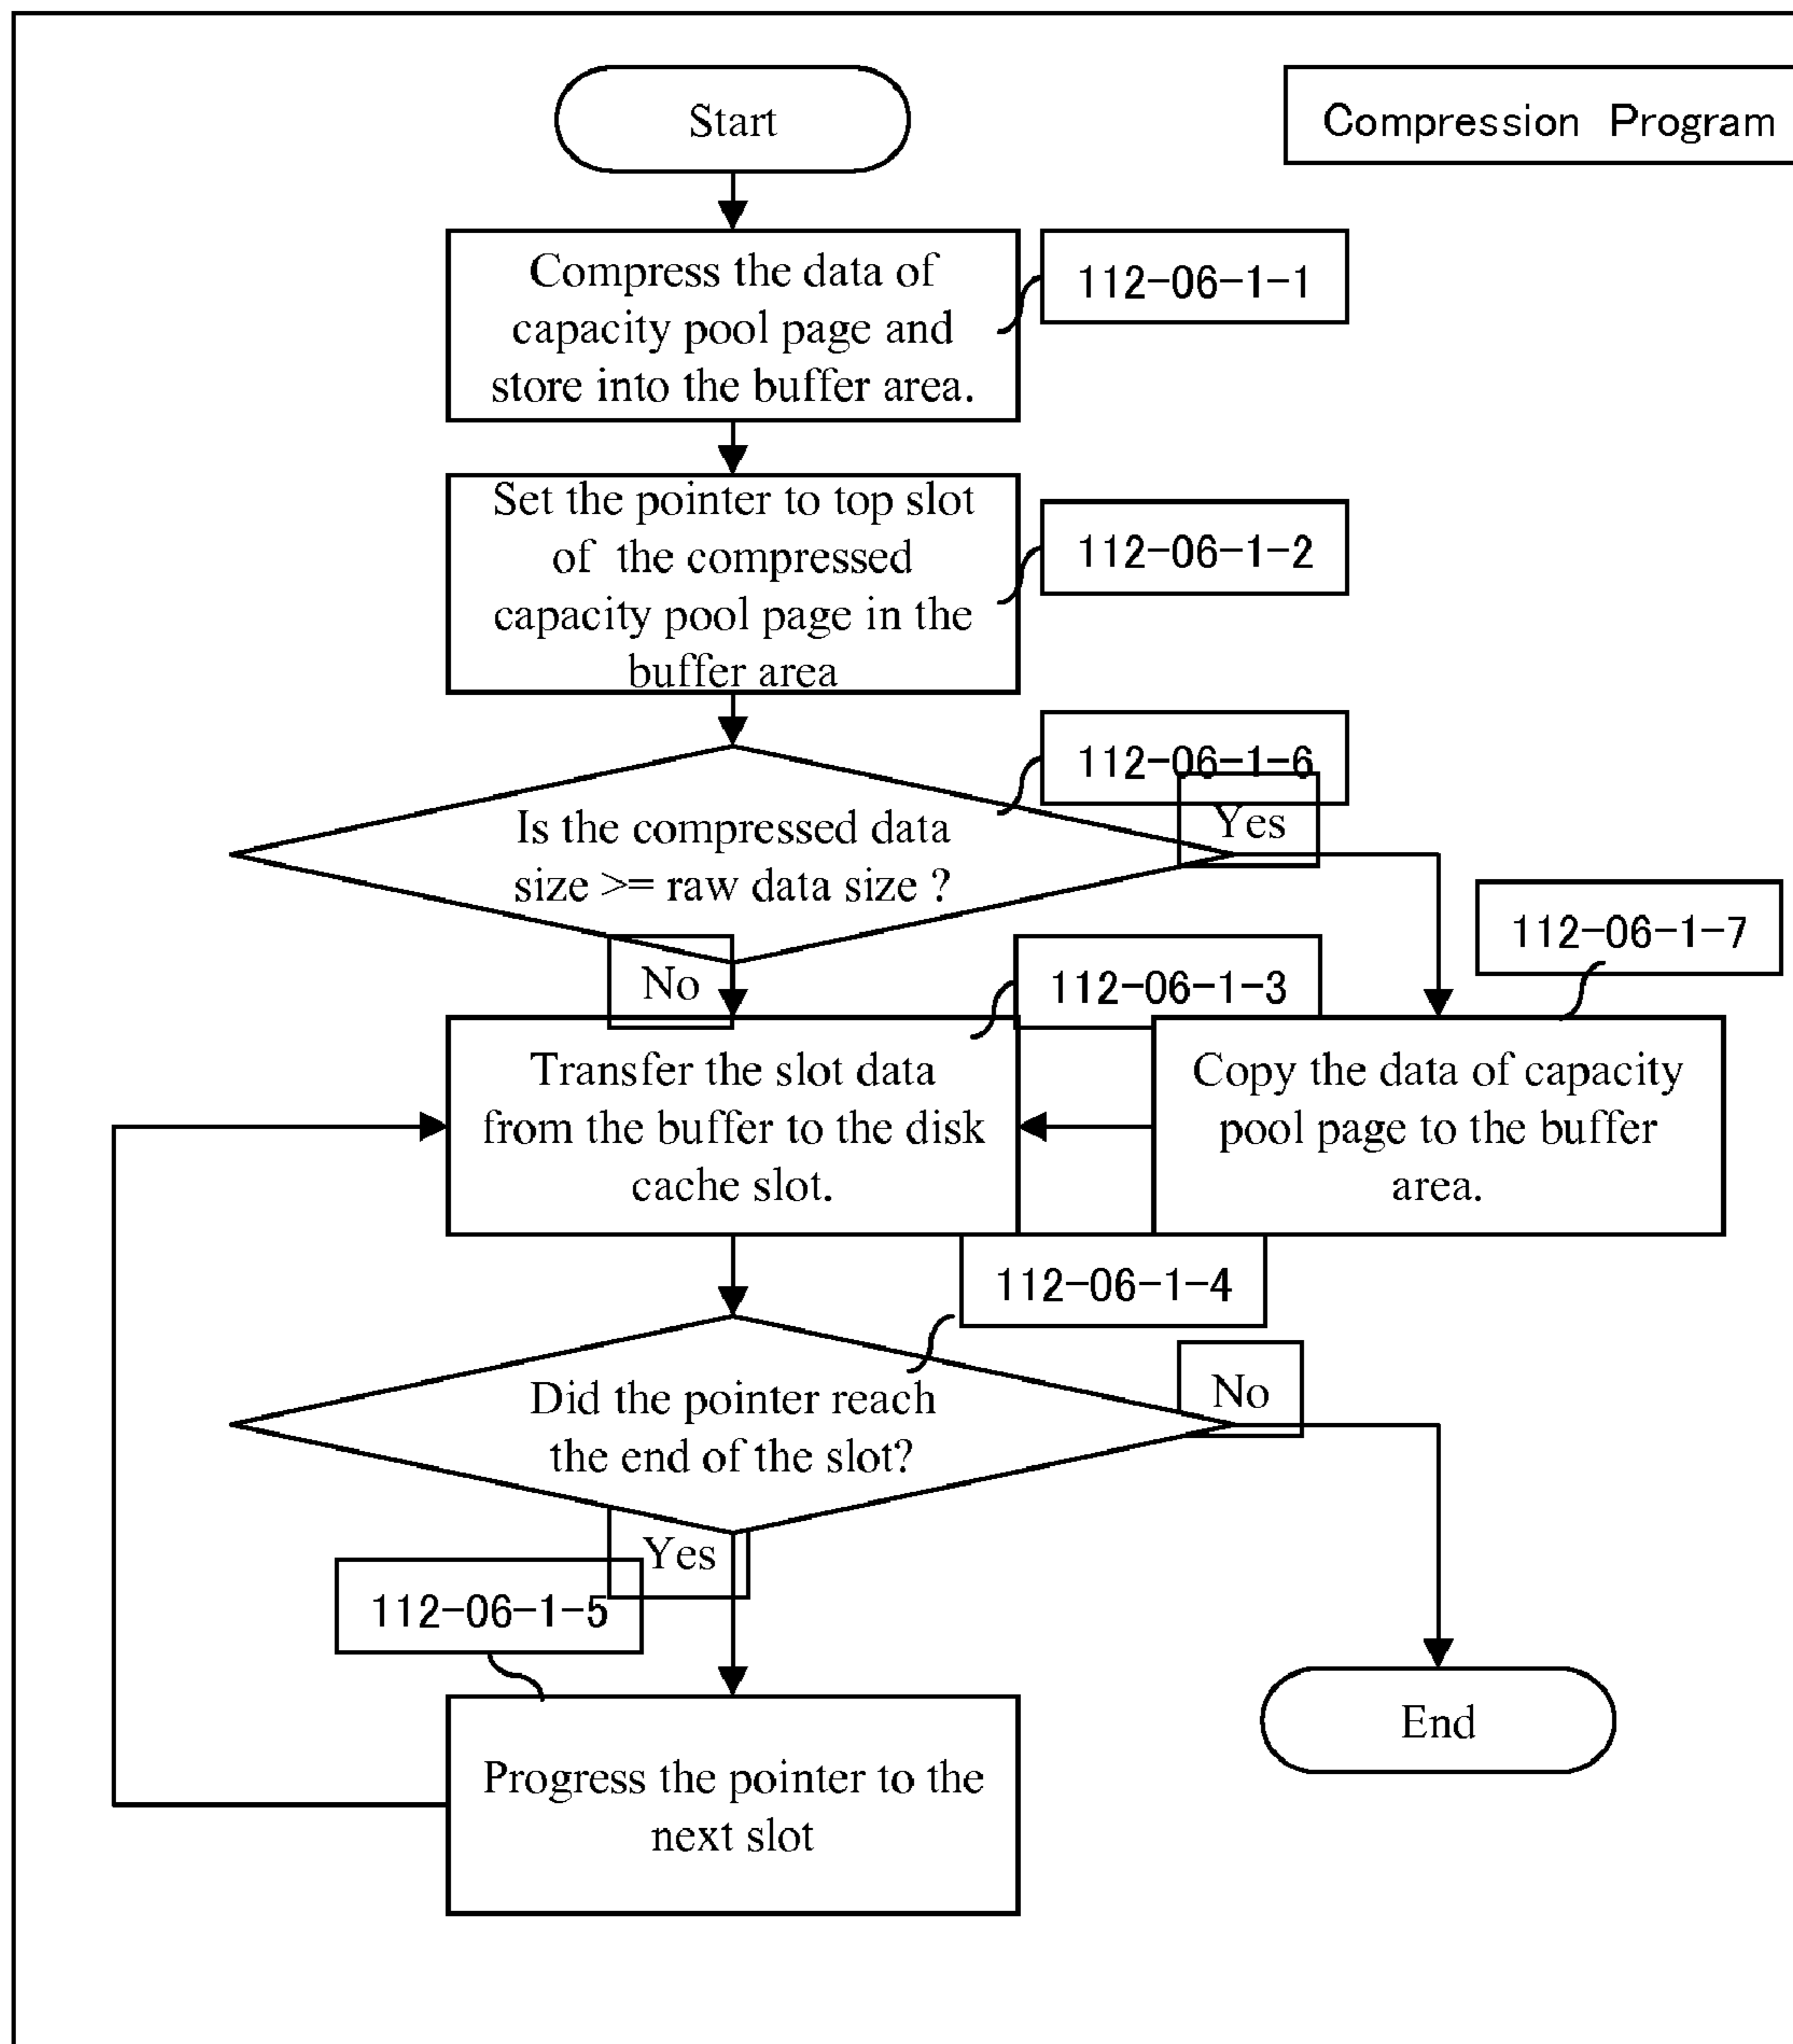 Start
Compression Program
Compress the data of
capacity pool page and
store into the buffer area.
112-06-1-1
Set the pointer to top slot
of the compressed
capacity pool page in the
buffer area
112-06-1-2
112-06-1-6
Is the compressed data
size >= raw data size ?
Yes
No
112-06-1-3
112-06-1-7
Transfer the slot data
from the buffer to the disk
cache slot.
Copy the data of capacity
pool page to the buffer
area.
112-06-1-4
Did the pointer reach
the end of the slot?
No
Yes
112-06-1-5
Progress the pointer to the
next slot
End